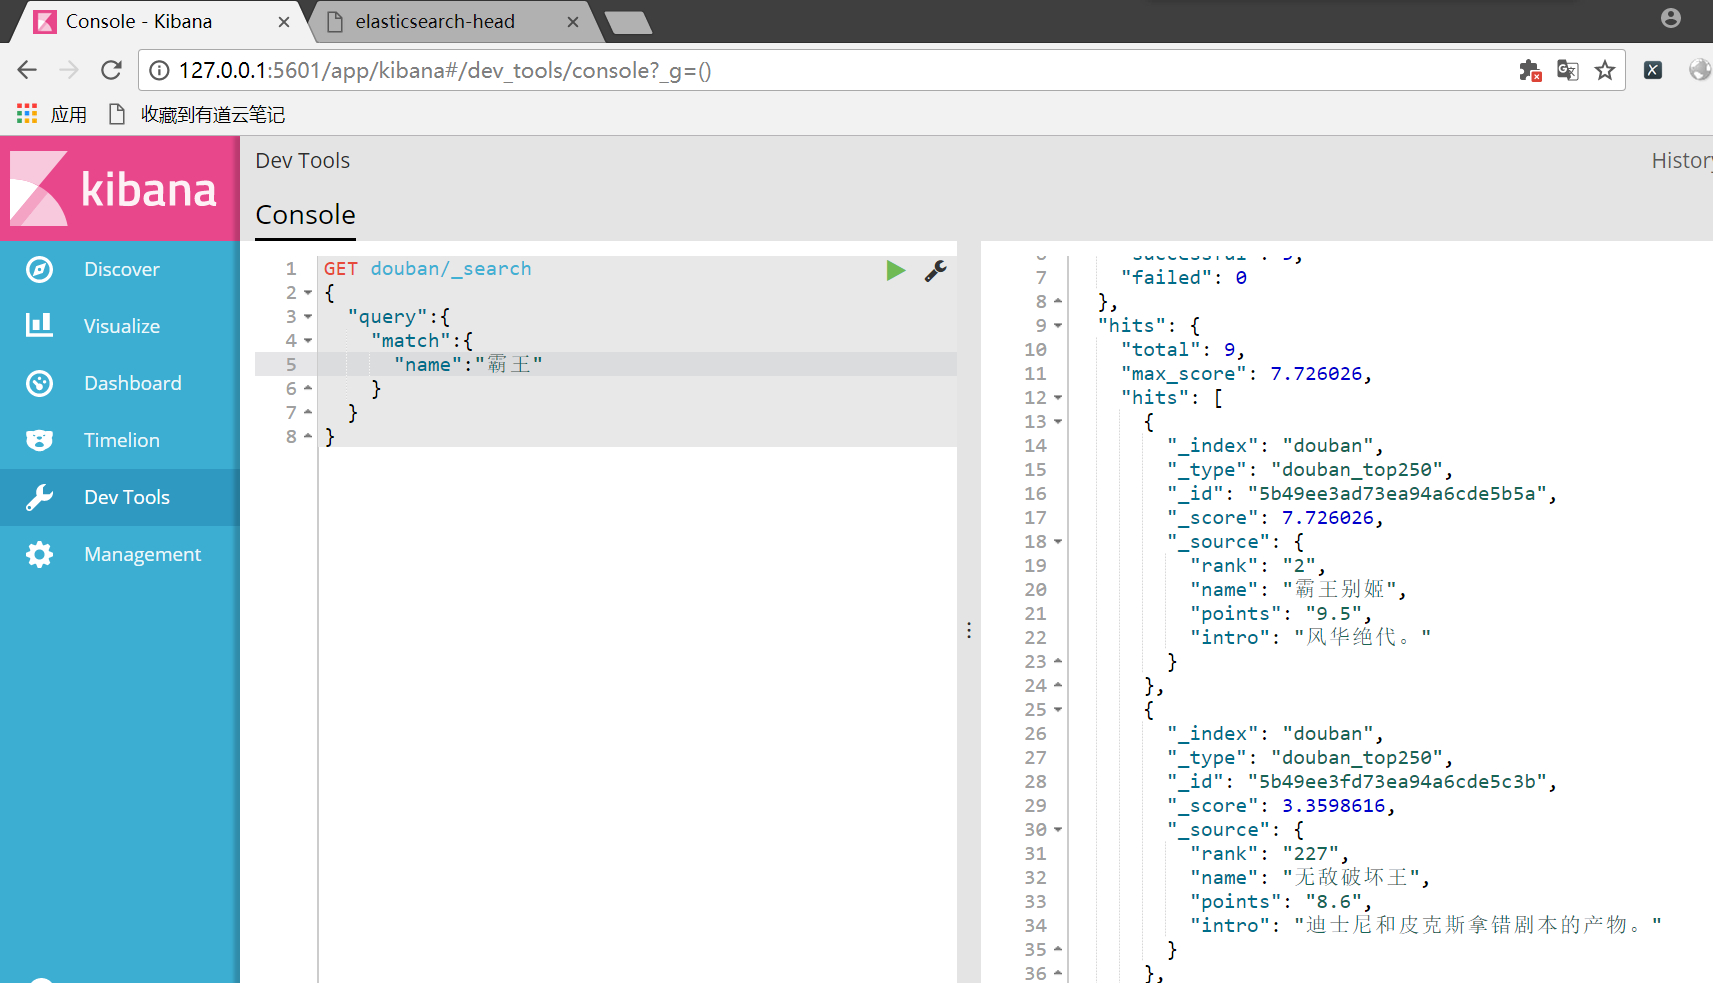 Console - Kibana
elasticsearch-head
127.0.0.1:5601/app/kibana#/dev_tools/console?_g=()
应用 收藏到有道云笔记
kibana
Discover
Visualize
Dashboard
Timelion
Dev Tools
Management
Dev Tools
History
Console
1 GET douban/_search
2 {
3 "query":{
4 "match":{
5 "name":"霸王"
6 }
7 }
8 }
6 "successful": 5,
7 "failed": 0
8 },
9 "hits": {
10 "total": 9,
11 "max_score": 7.726026,
12 "hits": [
13 {
14 "_index": "douban",
15 "_type": "douban_top250",
16 "_id": "5b49ee3ad73ea94a6cde5b5a",
17 "_score": 7.726026,
18 "_source": {
19 "rank": "2",
20 "name": "霸王别姬",
21 "points": "9.5",
22 "intro": "风华绝代。"
23 }
24 },
25 {
26 "_index": "douban",
27 "_type": "douban_top250",
28 "_id": "5b49ee3fd73ea94a6cde5c3b",
29 "_score": 3.3598616,
30 "_source": {
31 "rank": "227",
32 "name": "无敌破坏王",
33 "points": "8.6",
34 "intro": "迪士尼和皮克斯拿错剧本的产物。"
35 }
36 },